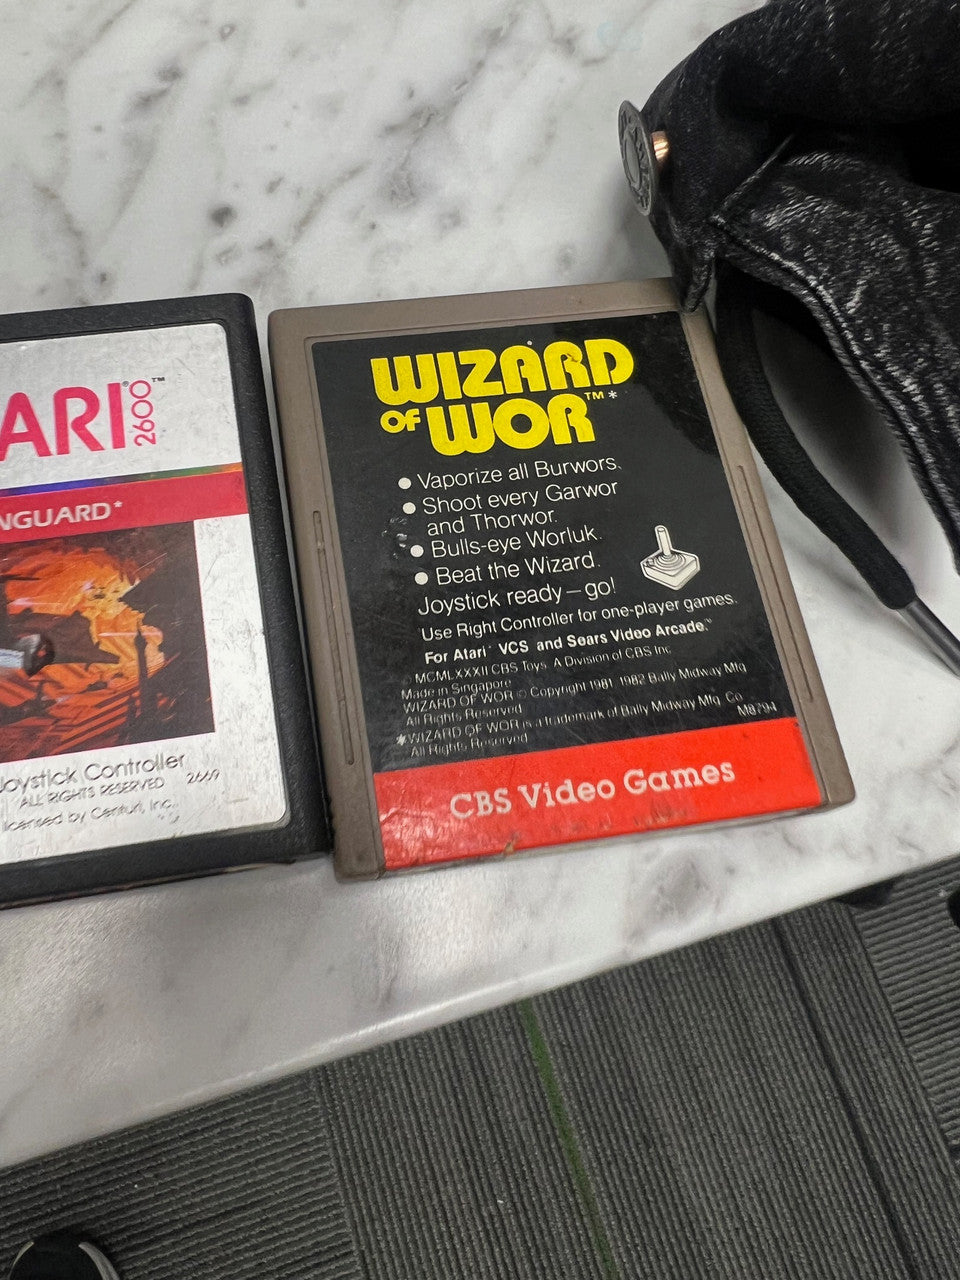 ARI® 2600™
NGUARD*
Joystick Controller
ALL RIGHTS RESERVED 2669
licensed by Centuri, Inc.
WIZARD
OF WOR™*
• Vaporize all Burwors.
• Shoot every Garwor
and Thorwor.
• Bulls-eye Worluk.
• Beat the Wizard.
Joystick ready—go!
Use Right Controller for one-player games.
For Atari® VCS and Sears Video Arcade.™
© MCMLXXXII CBS Toys. A Division of CBS Inc.
Made in Singapore
WIZARD OF WOR © Copyright 1981, 1982 Bally Midway Mfg.
All Rights Reserved
*WIZARD OF WOR is a trademark of Bally Midway Mfg. Co.
All Rights Reserved
M8794
CBS Video Games